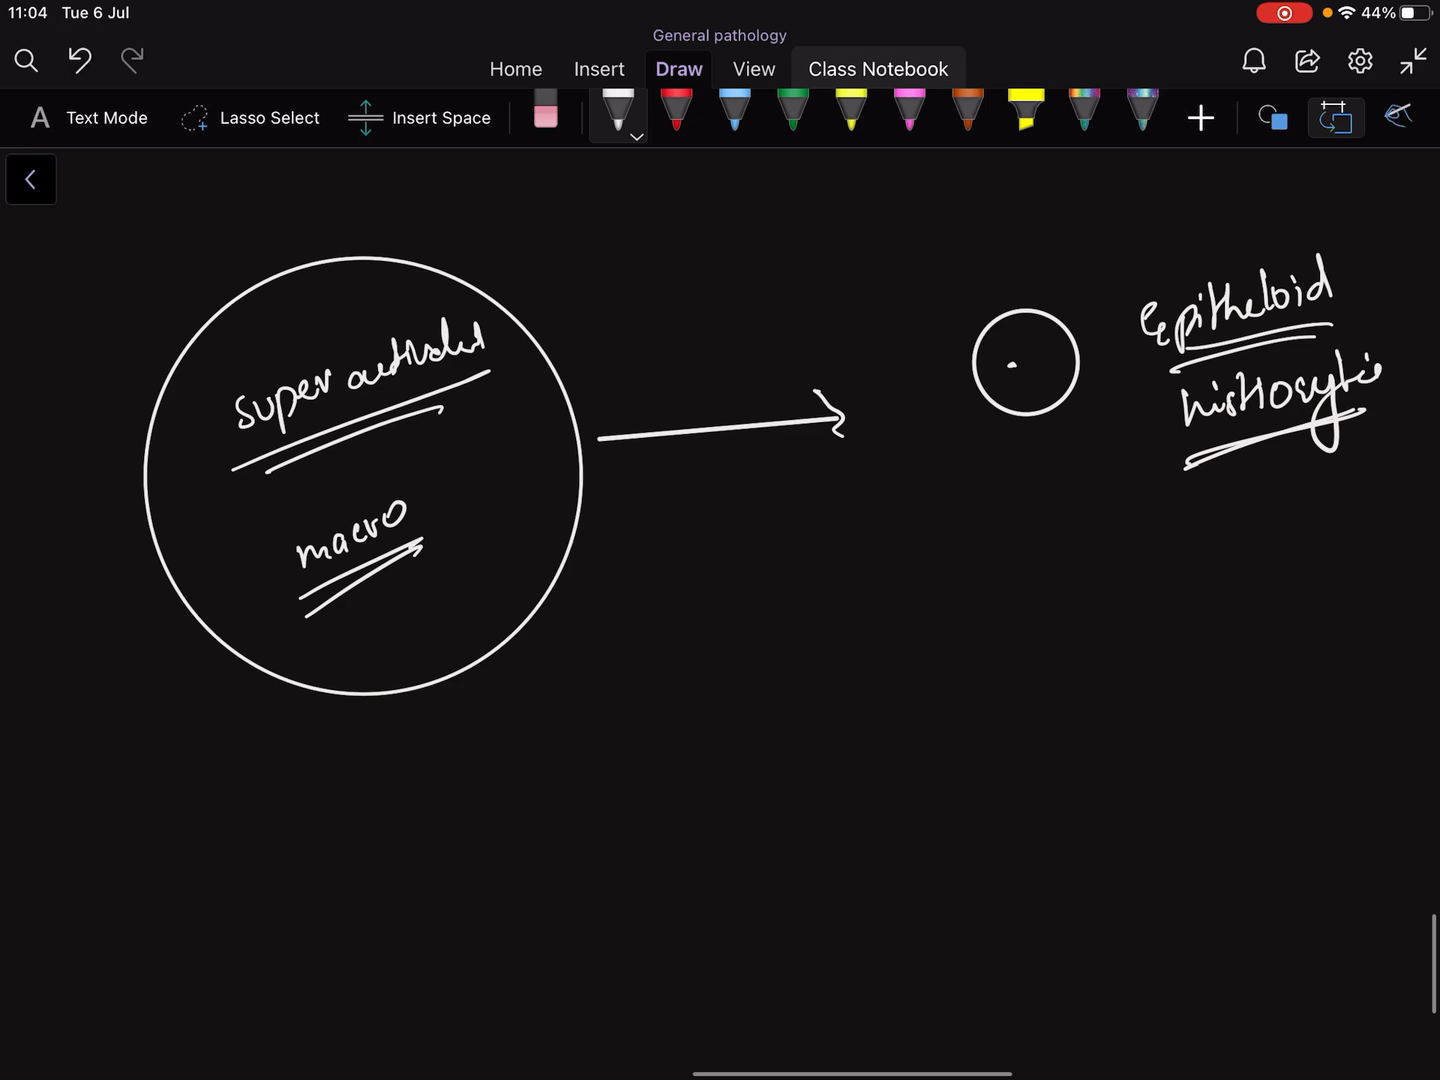 11:04 Tue 6 Jul 44%
General pathology
Home Insert Draw View Class Notebook
A Text Mode Lasso Select Insert Space
super activated
macro
Epitheloid
histiocytic